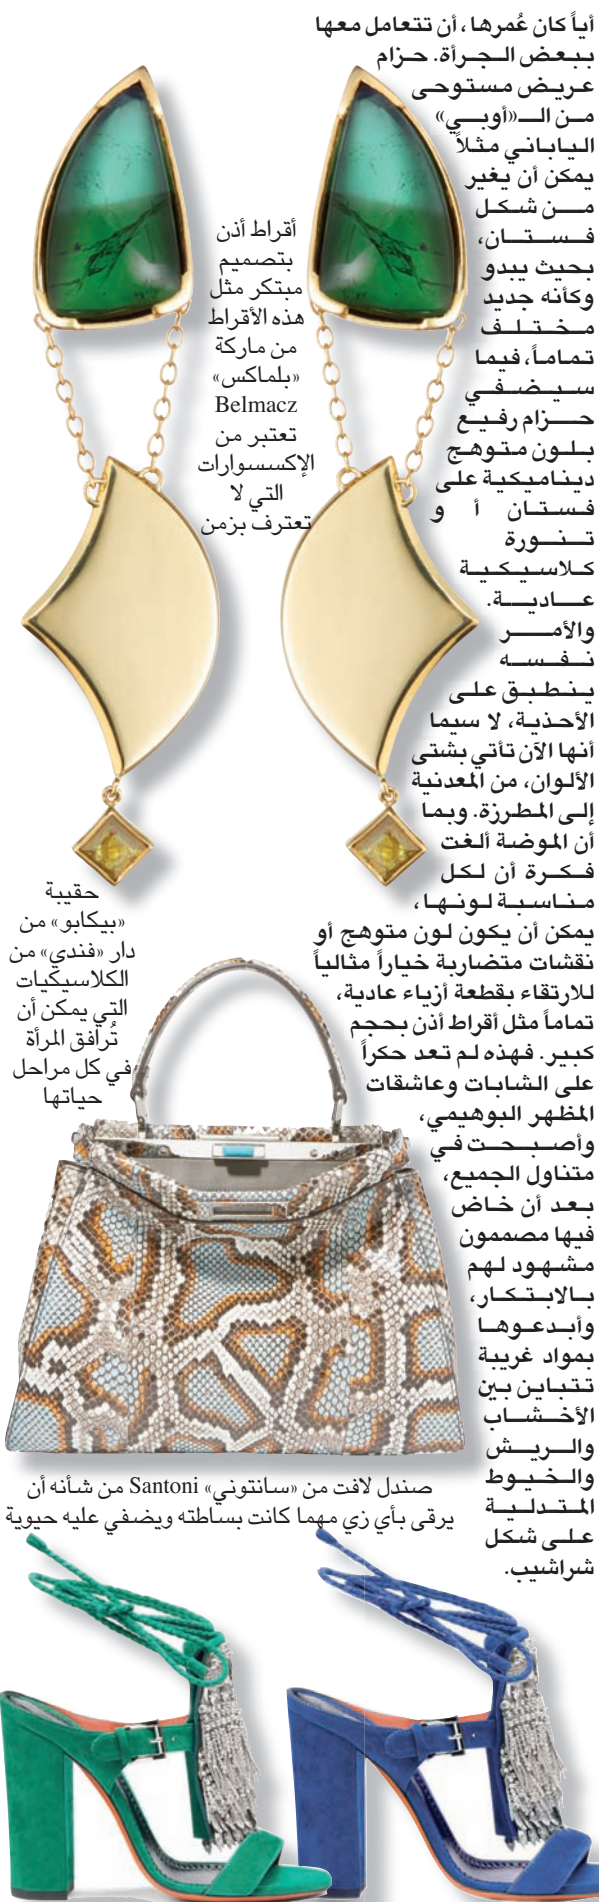 أياً كان عُمرها، أن تتعامل معها
ببعض الجرأة. حزام
عريض مستوحى
من الـ«أوبي»
الياباني مثلاً
يمكن أن يغير
من شكل
فستان،
بحيث يبدو
وكأنه جديد
مختلف
تماماً، فيما
سيضفي
حزام رفيع
بلون متوهج
ديناميكية على
فستان أو
تنورة
كلاسيكية
عادية.
والأمر
نفسه
ينطبق على
الأحذية، لا سيما
أنها الآن تأتي بشتى
الألوان، من المعدنية
إلى المطرزة. وبما
أن الموضة ألغت
فكرة أن لكل
مناسبة لونها،
يمكن أن يكون لون متوهج أو
نقشات متضاربة خياراً مثالياً
للارتقاء بقطعة أزياء عادية،
تماماً مثل أقراط أذن بحجم
كبير. فهذه لم تعد حكراً
على الشابات وعاشقات
المظهر البوهيمي،
وأصبحت في
متناول الجميع،
بعد أن خاض
فيها مصممون
مشهود لهم
بالابتكار،
وأبدعوها
بمواد غريبة
تتباين بين
الأخشاب
والريش
والخيوط
المتدلية
على شكل
شراشيب.
أقراط أذن
بتصميم
مبتكر مثل
هذه الأقراط
من ماركة
«بلماكس»
Belmacz
تعتبر من
الإكسسوارات
التي لا
تعترف بزمن
حقيبة
«بيكابو» من
دار «فندي» من
الكلاسيكيات
التي يمكن أن
تُرافق المرأة
في كل مراحل
حياتها
صندل لافت من «سانتوني» Santoni من شأنه أن
يرقى بأي زي مهما كانت بساطته ويضفي عليه حيوية